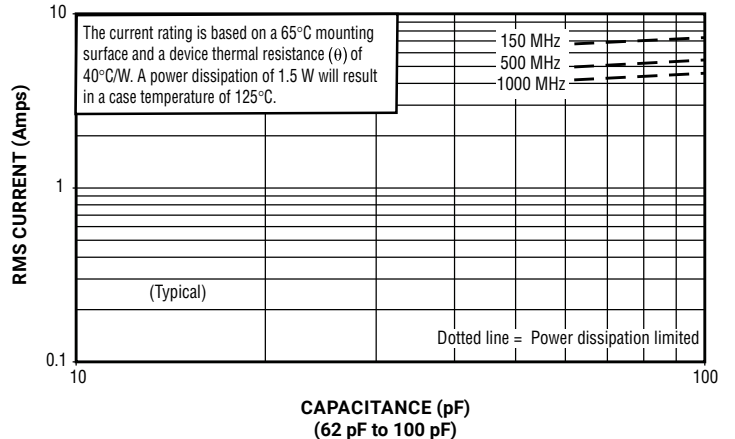 10
The current rating is based on a 65°C mounting
surface and a device thermal resistance (θ) of
40°C/W. A power dissipation of 1.5 W will result
in a case temperature of 125°C.
150 MHz
500 MHz
1000 MHz
RMS CURRENT (Amps)
1
(Typical)
Dotted line = Power dissipation limited
0.1
10
100
CAPACITANCE (pF)
(62 pF to 100 pF)